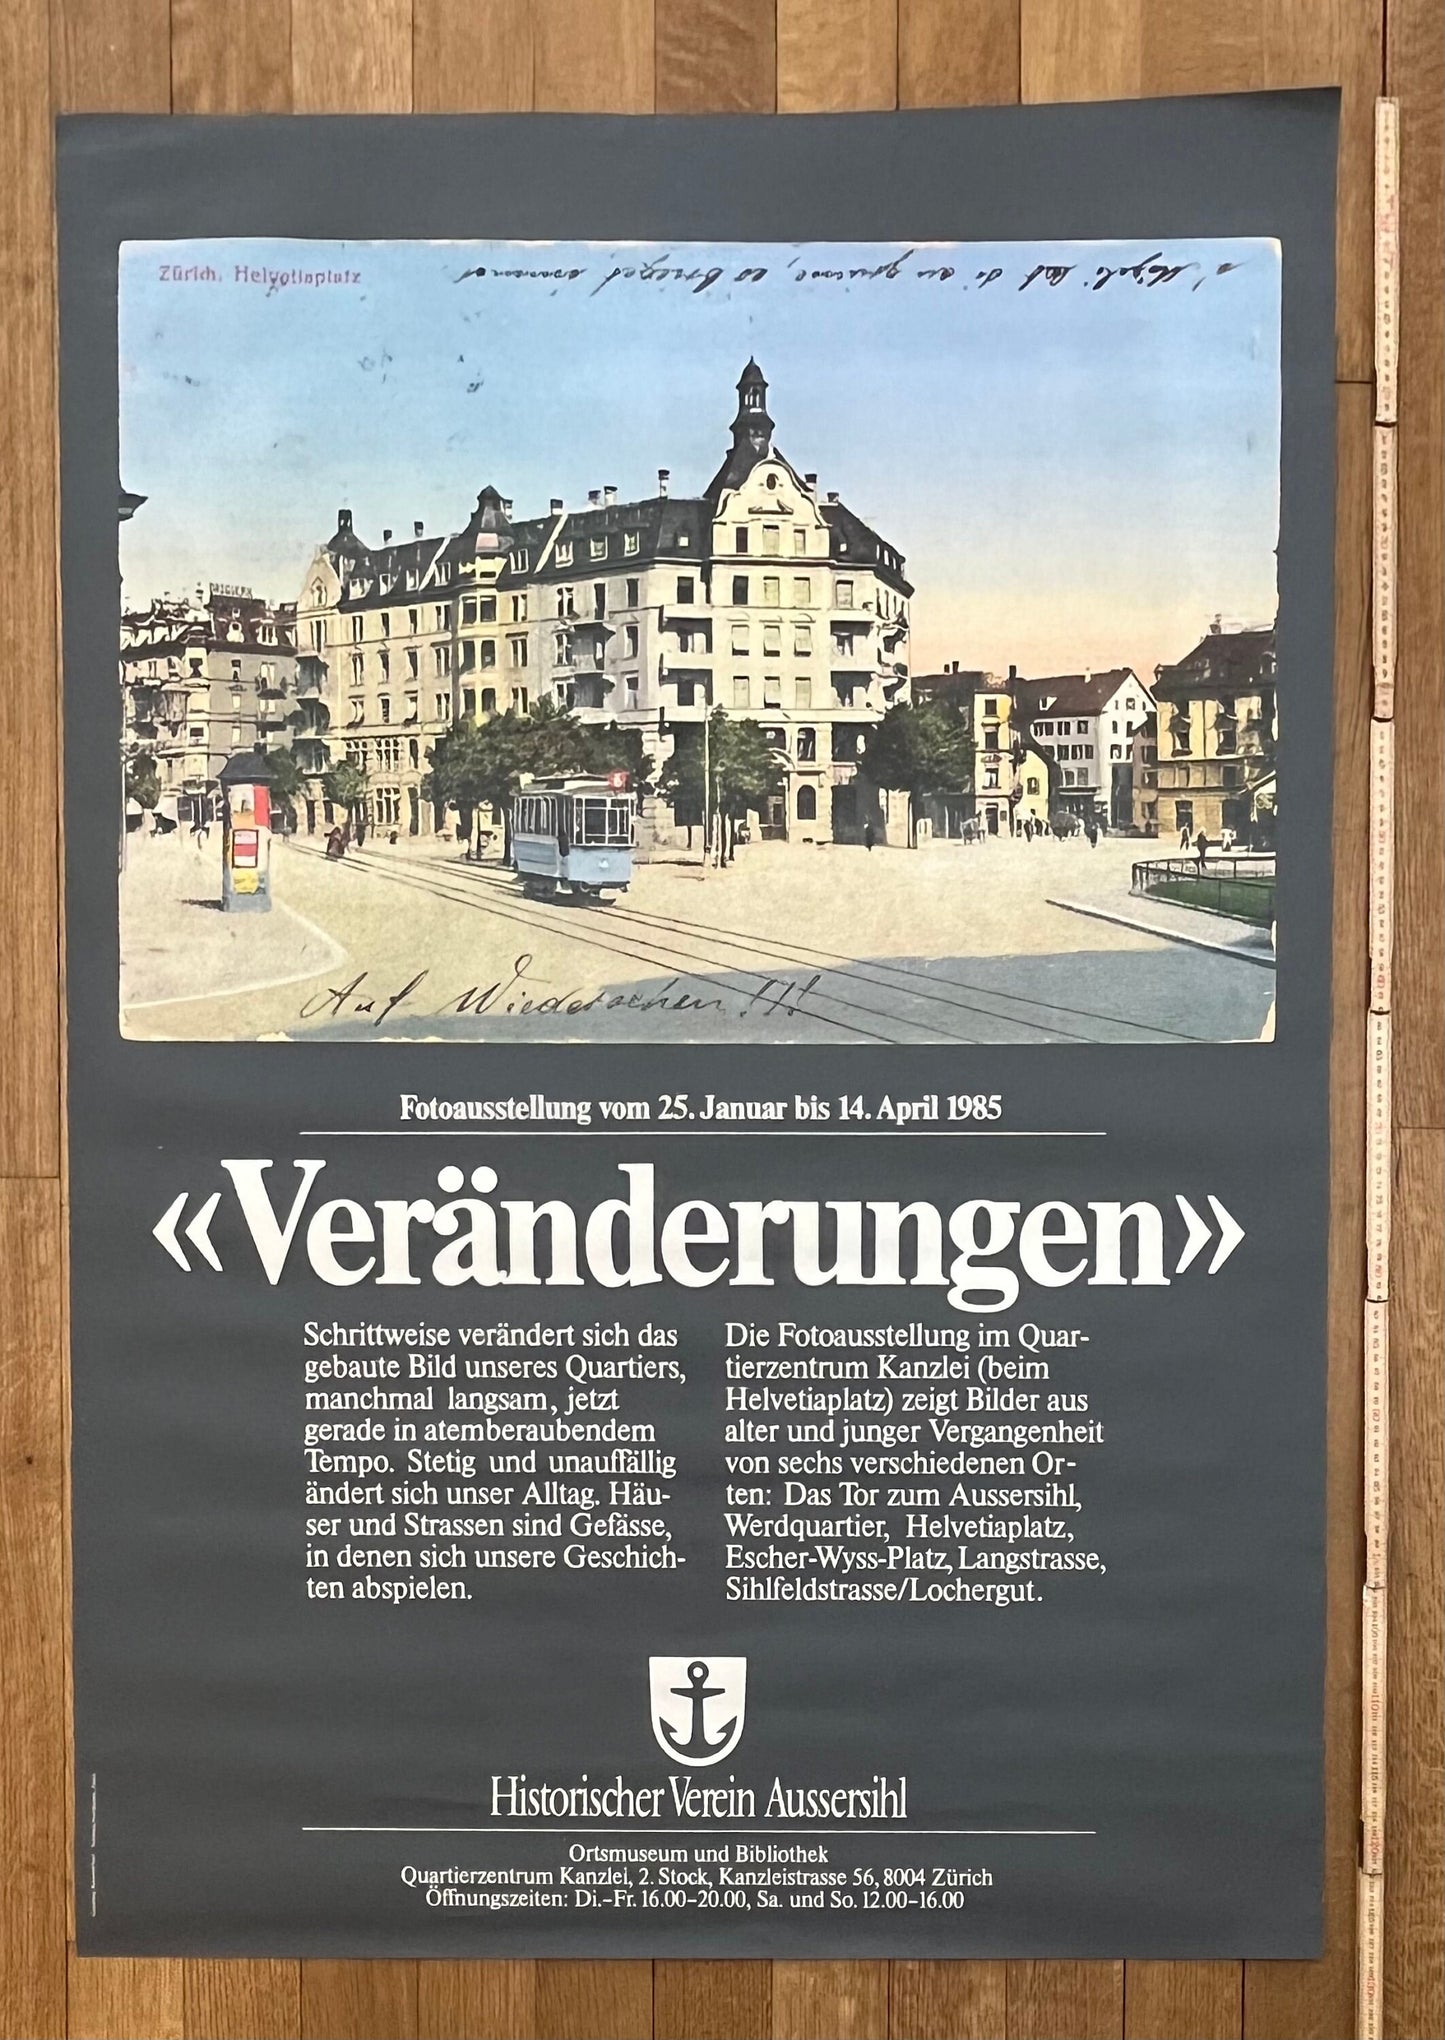 Zürich, Helvetiaplatz
Auf Wiedersehen!!!
Fotoausstellung vom 25. Januar bis 14. April 1985
«Veränderungen»
Schrittweise verändert sich das
gebaute Bild unseres Quartiers,
manchmal langsam, jetzt
gerade in atemberaubendem
Tempo. Stetig und unauffällig
ändert sich unser Alltag. Häu-
ser und Strassen sind Gefässe,
in denen sich unsere Geschich-
ten abspielen.
Die Fotoausstellung im Quar-
tierzentrum Kanzlei (beim
Helvetiaplatz) zeigt Bilder aus
alter und junger Vergangenheit
von sechs verschiedenen Or-
ten: Das Tor zum Aussersihl,
Werdquartier, Helvetiaplatz,
Escher-Wyss-Platz, Langstrasse,
Sihlfeldstrasse/Lochergut.
Historischer Verein Aussersihl
Ortsmuseum und Bibliothek
Quartierzentrum Kanzlei, 2. Stock, Kanzleistrasse 56, 8004 Zürich
Öffnungszeiten: Di.–Fr. 16.00–20.00, Sa. und So. 12.00–16.00